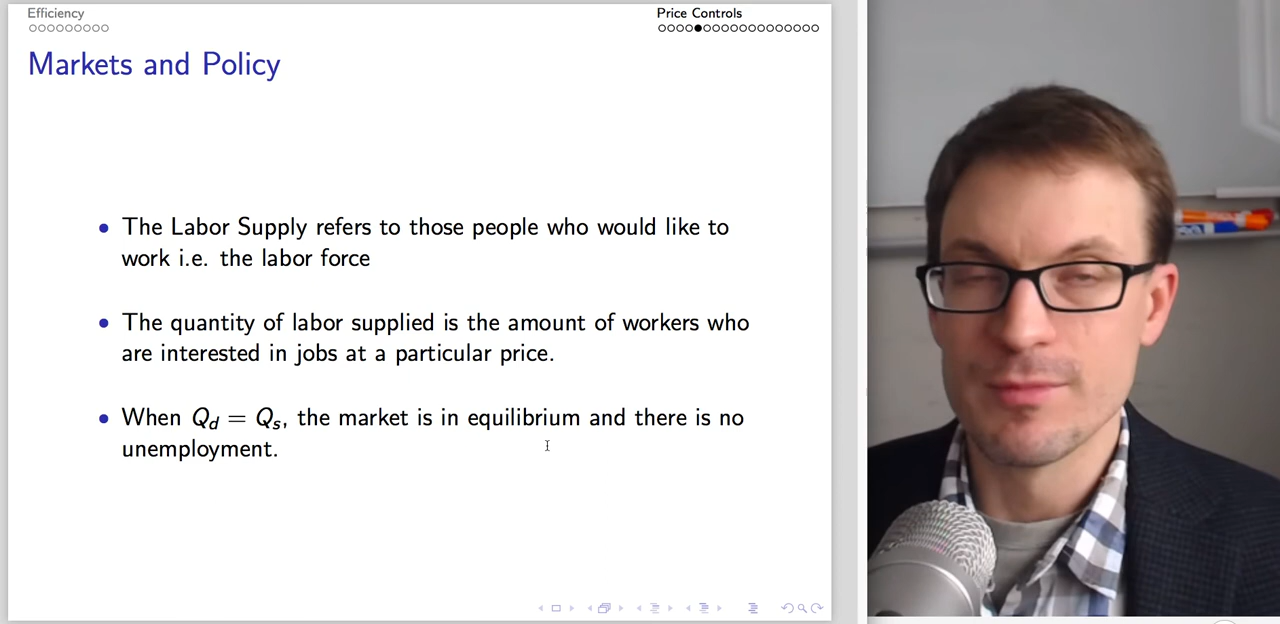 Efficiency
Price Controls
Markets and Policy
• The Labor Supply refers to those people who would like to
work i.e. the labor force
• The quantity of labor supplied is the amount of workers who
are interested in jobs at a particular price.
• When Qd = Qs, the market is in equilibrium and there is no
unemployment.